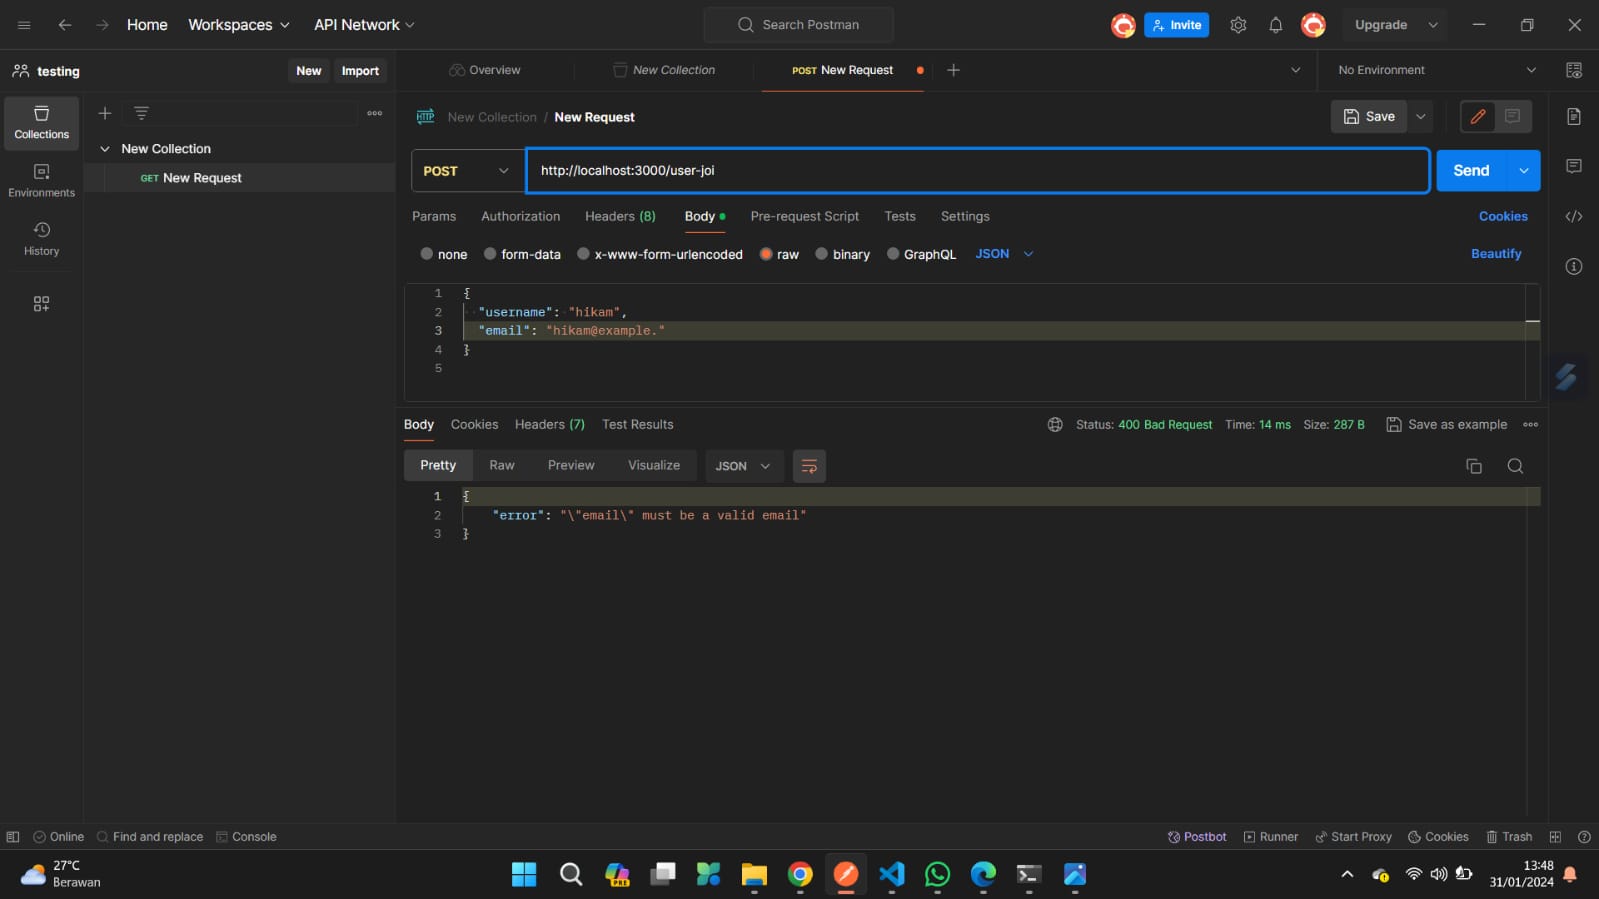 Home Workspaces API Network Search Postman Invite Upgrade
testing New Import Overview New Collection POST New Request No Environment
Collections
Environments
History
New Collection
GET New Request
HTTP New Collection / New Request Save
POST http://localhost:3000/user-joi Send
Params Authorization Headers (8) Body Pre-request Script Tests Settings Cookies
none form-data x-www-form-urlencoded raw binary GraphQL JSON Beautify
1 {
2 "username": "hikam",
3 "email": "hikam@example."
4 }
5
Body Cookies Headers (7) Test Results Status: 400 Bad Request Time: 14 ms Size: 287 B Save as example
Pretty Raw Preview Visualize JSON
1 {
2 "error": "\"email\" must be a valid email"
3 }
Online Find and replace Console Postbot Runner Start Proxy Cookies Trash
27°C
Berawan
PRE
13:48
31/01/2024